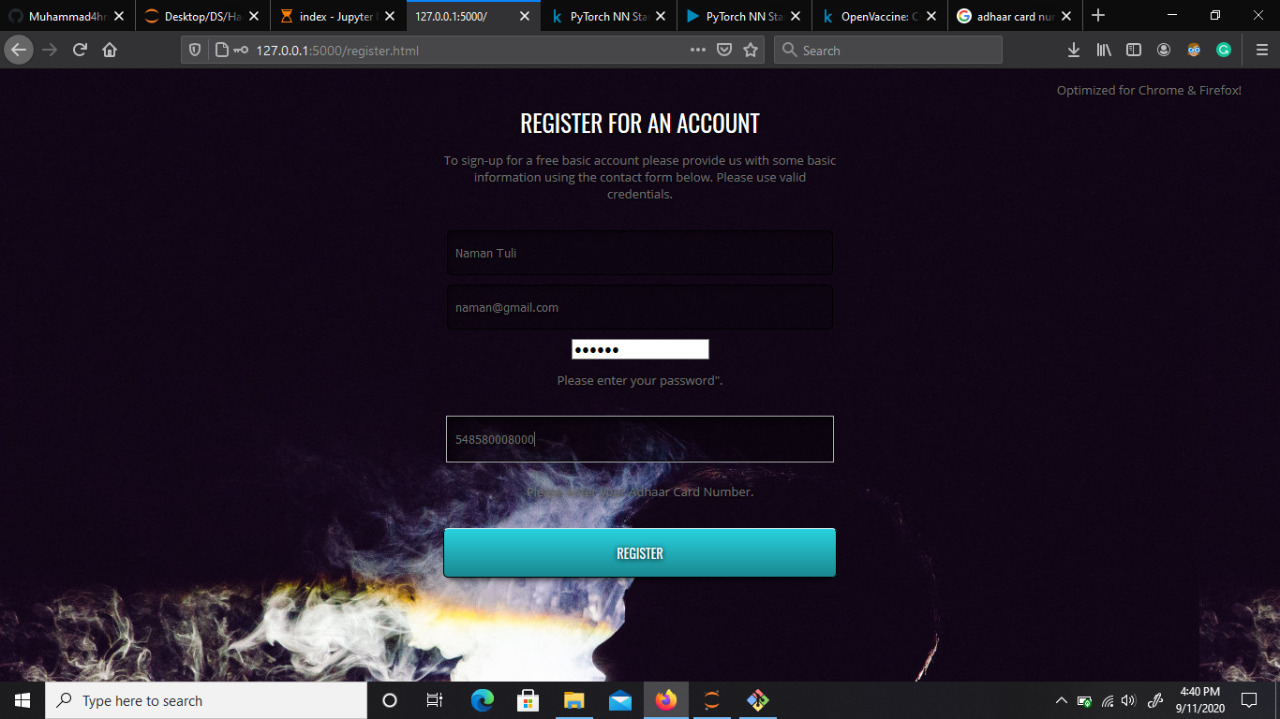 Muhammad4hr
Desktop/DS/Ha
index - Jupyter
127.0.0.1:5000/
PyTorch NN Sta
PyTorch NN Sta
OpenVaccine: C
adhaar card nur
127.0.0.1:5000/register.html
Search
Optimized for Chrome & Firefox!
REGISTER FOR AN ACCOUNT
To sign-up for a free basic account please provide us with some basic
information using the contact form below. Please use valid
credentials.
Naman Tuli
naman@gmail.com
Please enter your password".
548580008000
Please enter your Adhaar Card Number.
REGISTER
Type here to search
4:40 PM
9/11/2020